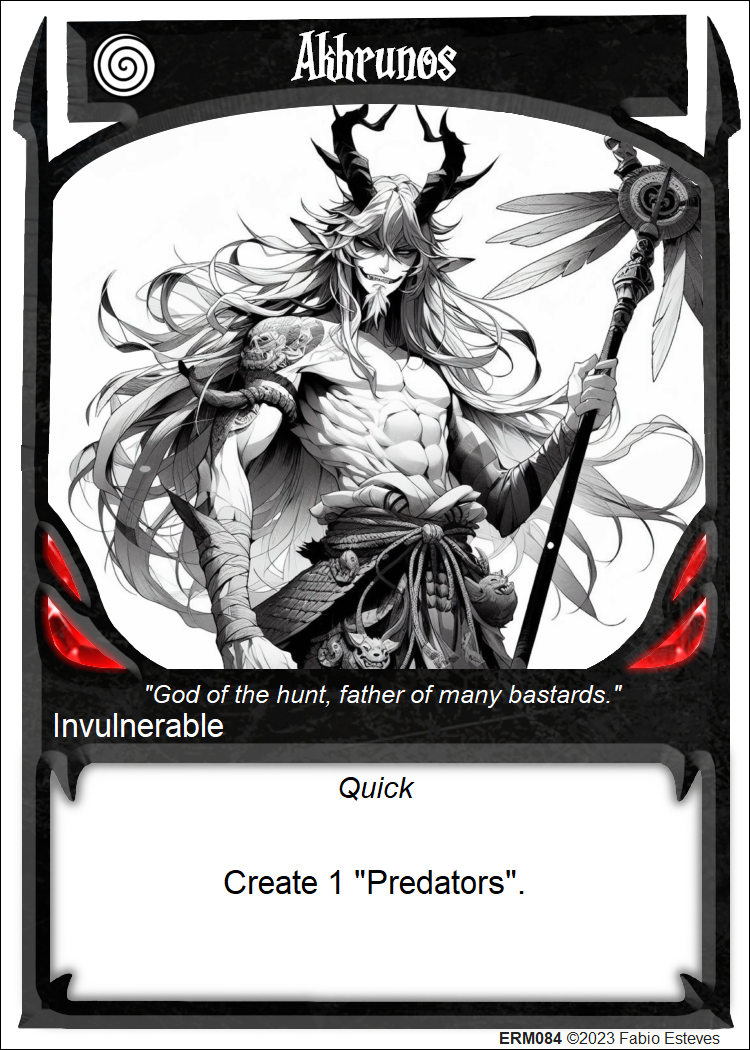 Akhrunos
"God of the hunt, father of many bastards."
Invulnerable
Quick
Create 1 "Predators".
ERM084 ©2023 Fabio Esteves